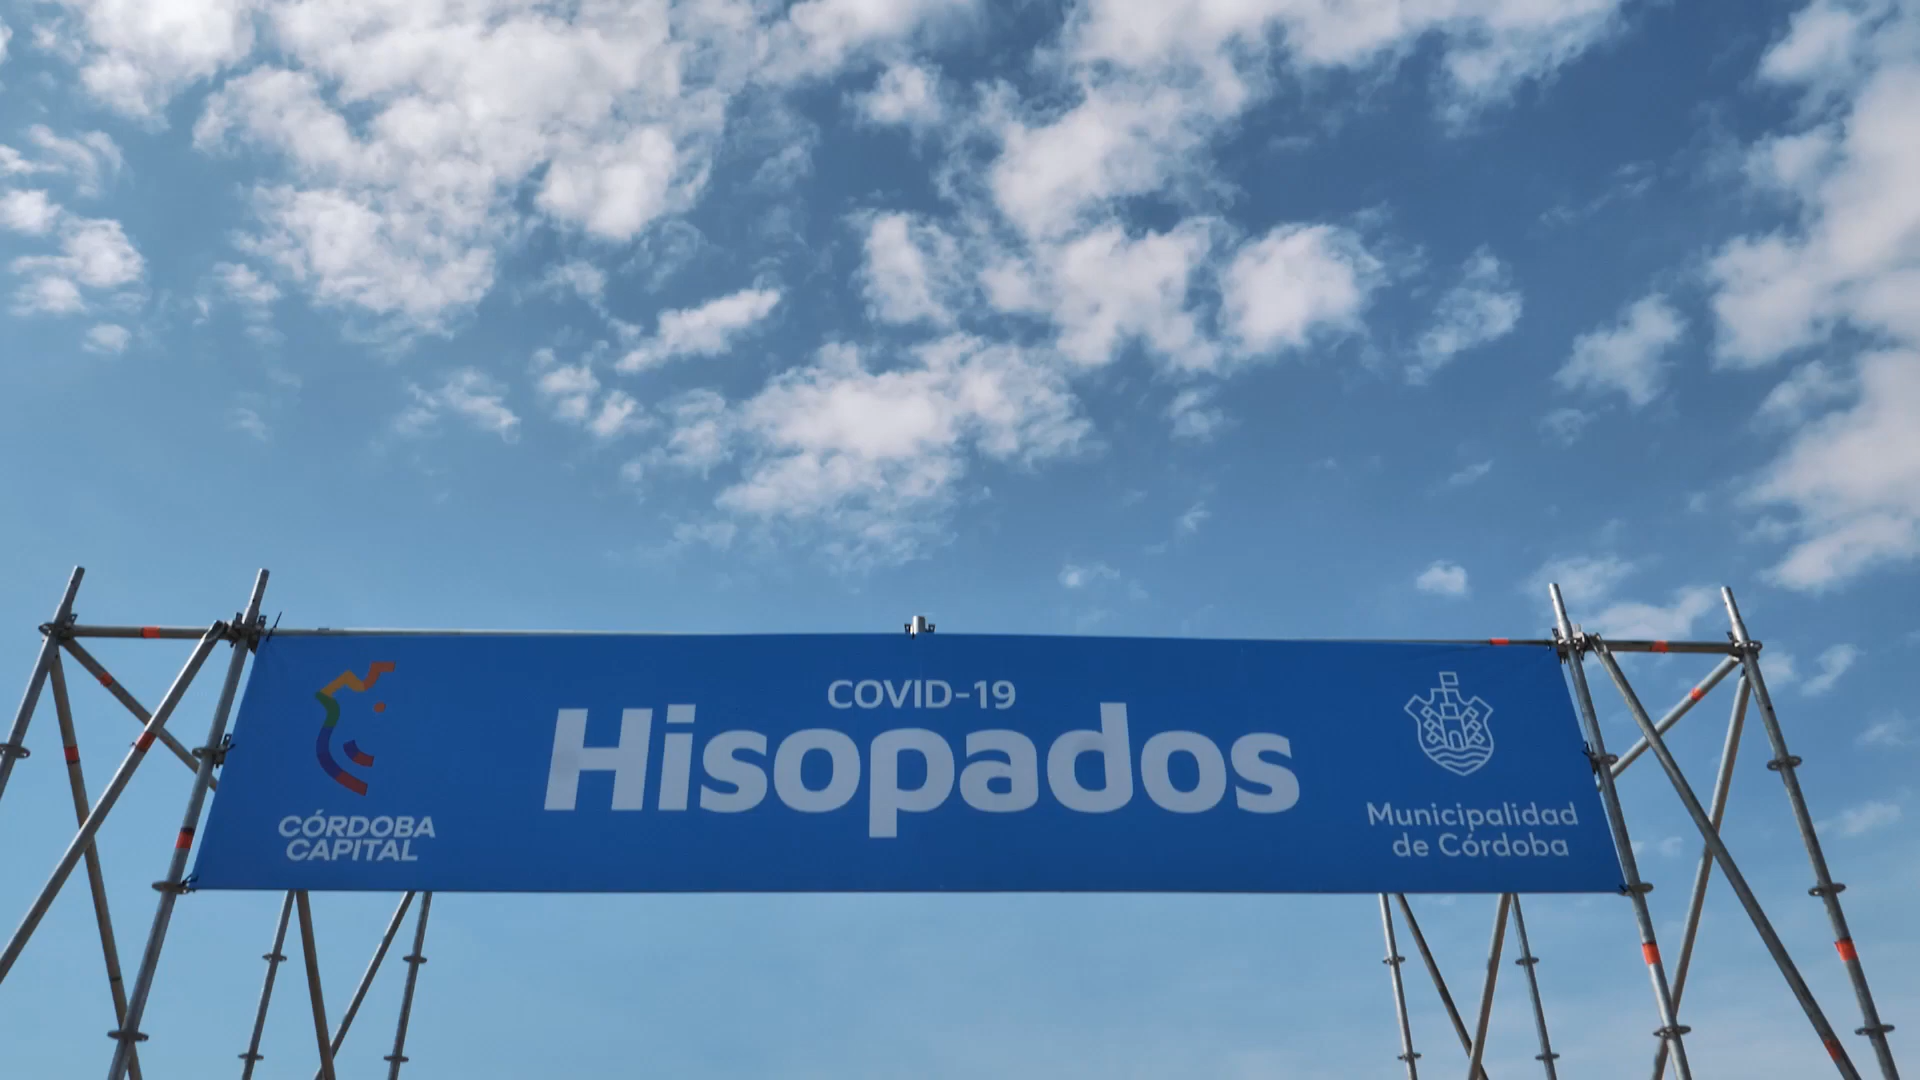 COVID-19
Hisopados
CÓRDOBA
CAPITAL
Municipalidad
de Córdoba